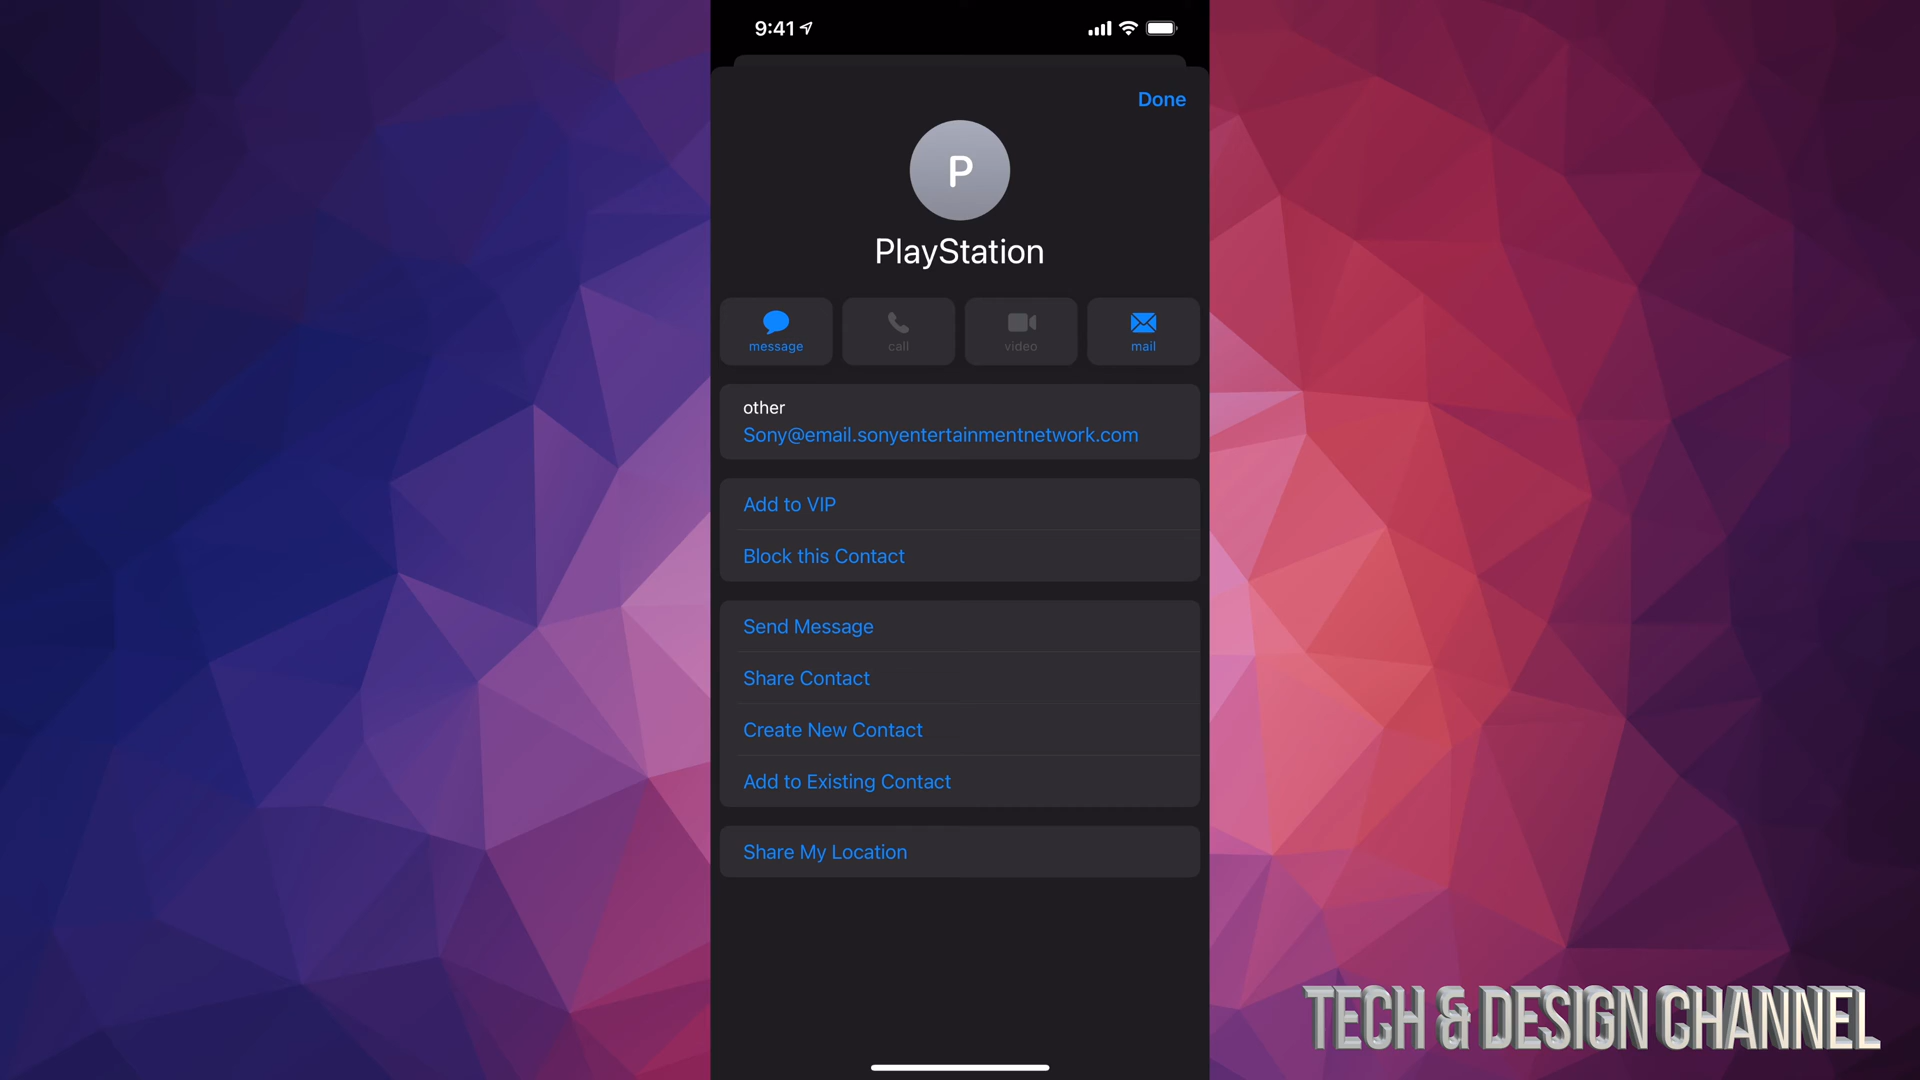 9:41
Done
P
PlayStation
message call video mail
other
Sony@email.sonyentertainmentnetwork.com
Add to VIP
Block this Contact
Send Message
Share Contact
Create New Contact
Add to Existing Contact
Share My Location
TECH & DESIGN CHANNEL